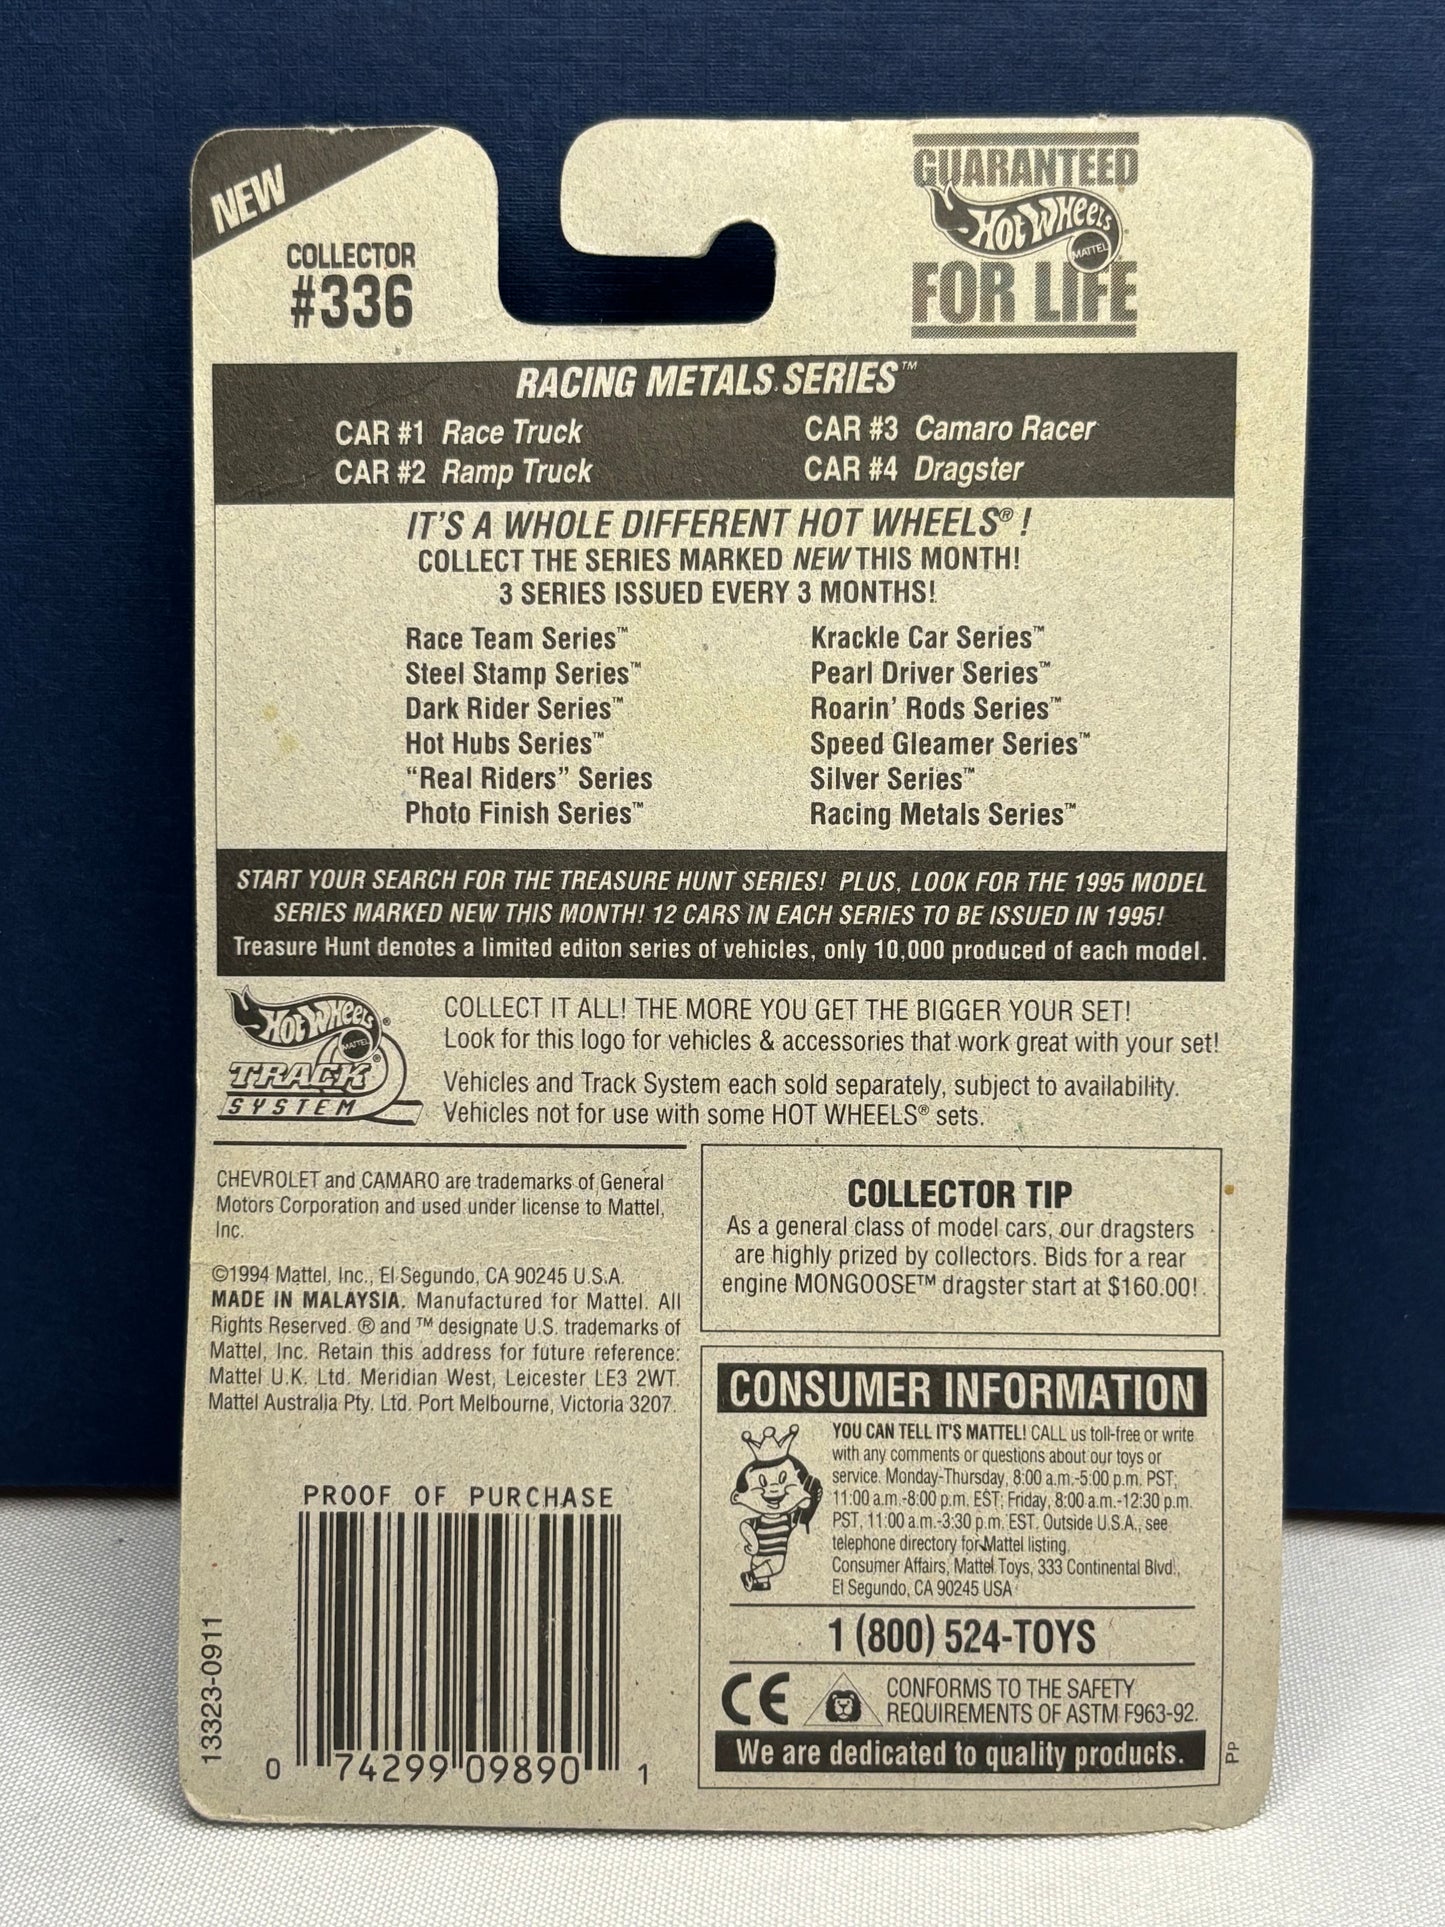 NEW
COLLECTOR
#336
GUARANTEED
HOT WHEELS
MATTEL
FOR LIFE
RACING METALS SERIES™
CAR #1 Race Truck
CAR #2 Ramp Truck
CAR #3 Camaro Racer
CAR #4 Dragster
IT'S A WHOLE DIFFERENT HOT WHEELS® !
COLLECT THE SERIES MARKED NEW THIS MONTH!
3 SERIES ISSUED EVERY 3 MONTHS!
Race Team Series™
Steel Stamp Series™
Dark Rider Series™
Hot Hubs Series™
“Real Riders” Series
Photo Finish Series™
Krackle Car Series™
Pearl Driver Series™
Roarin’ Rods Series™
Speed Gleamer Series™
Silver Series™
Racing Metals Series™
START YOUR SEARCH FOR THE TREASURE HUNT SERIES! PLUS, LOOK FOR THE 1995 MODEL
SERIES MARKED NEW THIS MONTH! 12 CARS IN EACH SERIES TO BE ISSUED IN 1995!
Treasure Hunt denotes a limited editon series of vehicles, only 10,000 produced of each model.
HOT WHEELS®
MATTEL
TRACK®
SYSTEM
COLLECT IT ALL! THE MORE YOU GET THE BIGGER YOUR SET!
Look for this logo for vehicles & accessories that work great with your set!
Vehicles and Track System each sold separately, subject to availability.
Vehicles not for use with some HOT WHEELS® sets.
CHEVROLET and CAMARO are trademarks of General
Motors Corporation and used under license to Mattel,
Inc.
©1994 Mattel, Inc., El Segundo, CA 90245 U.S.A.
MADE IN MALAYSIA. Manufactured for Mattel. All
Rights Reserved. ® and ™ designate U.S. trademarks of
Mattel, Inc. Retain this address for future reference:
Mattel U.K. Ltd. Meridian West, Leicester LE3 2WT.
Mattel Australia Pty. Ltd. Port Melbourne, Victoria 3207.
COLLECTOR TIP
As a general class of model cars, our dragsters
are highly prized by collectors. Bids for a rear
engine MONGOOSE™ dragster start at $160.00!
CONSUMER INFORMATION
YOU CAN TELL IT'S MATTEL! CALL us toll-free or write
with any comments or questions about our toys or
service. Monday-Thursday, 8:00 a.m.-5:00 p.m. PST;
11:00 a.m.-8:00 p.m. EST; Friday, 8:00 a.m.-12:30 p.m.
PST, 11:00 a.m.-3:30 p.m. EST. Outside U.S.A., see
telephone directory for Mattel listing.
Consumer Affairs, Mattel Toys, 333 Continental Blvd.,
El Segundo, CA 90245 USA
1 (800) 524-TOYS
CE
CONFORMS TO THE SAFETY
REQUIREMENTS OF ASTM F963-92.
We are dedicated to quality products.
PP
PROOF OF PURCHASE
0 74299 09890 1
13323-0911